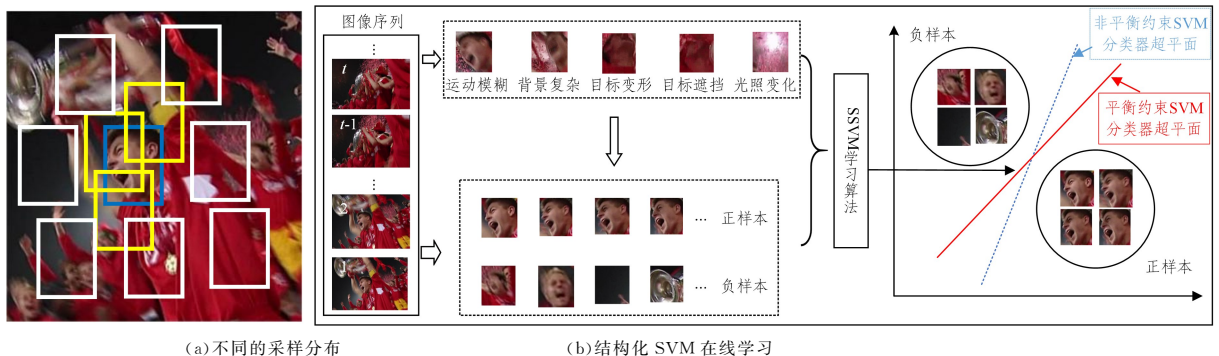 图像序列
t
t-1
2
运动模糊 背景复杂 目标变形 目标遮挡 光照变化
… 正样本
… 负样本
SSVM学习算法
负样本
非平衡约束SVM
分类器超平面
平衡约束SVM
分类器超平面
正样本
(a)不同的采样分布
(b)结构化 SVM 在线学习